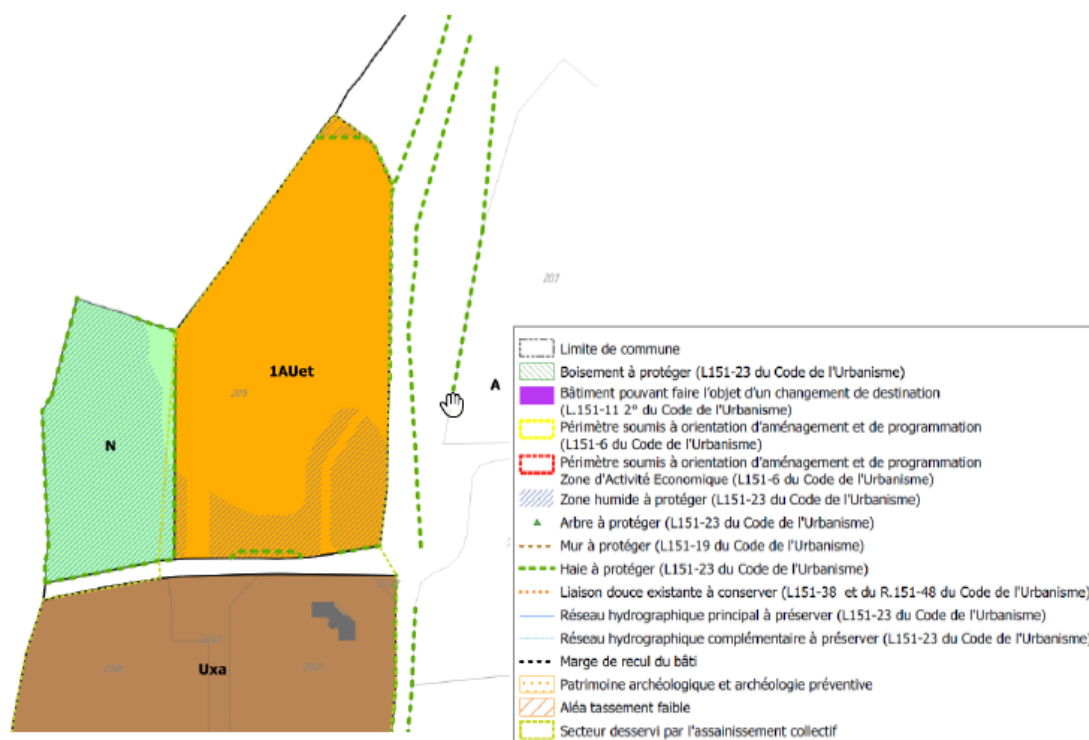 207
1AUet
205
A
N
Uxa
Limite de commune
Boisement à protéger (L151-23 du Code de l'Urbanisme)
Bâtiment pouvant faire l'objet d'un changement de destination
(L.151-11 2° du Code de l'Urbanisme)
Périmètre soumis à orientation d'aménagement et de programmation
(L151-6 du Code de l'Urbanisme)
Périmètre soumis à orientation d'aménagement et de programmation
Zone d'Activité Economique (L151-6 du Code de l'Urbanisme)
Zone humide à protéger (L151-23 du Code de l'Urbanisme)
Arbre à protéger (L151-23 du Code de l'Urbanisme)
Mur à protéger (L151-19 du Code de l'Urbanisme)
Haie à protéger (L151-23 du Code de l'Urbanisme)
Liaison douce existante à conserver (L151-38 et du R.151-48 du Code de l'Urbanisme)
Réseau hydrographique principal à préserver (L151-23 du Code de l'Urbanisme)
Réseau hydrographique complémentaire à préserver (L151-23 du Code de l'Urbanisme)
Marge de recul du bâti
Patrimoine archéologique et archéologie préventive
Aléa tassement faible
Secteur desservi par l'assainissement collectif